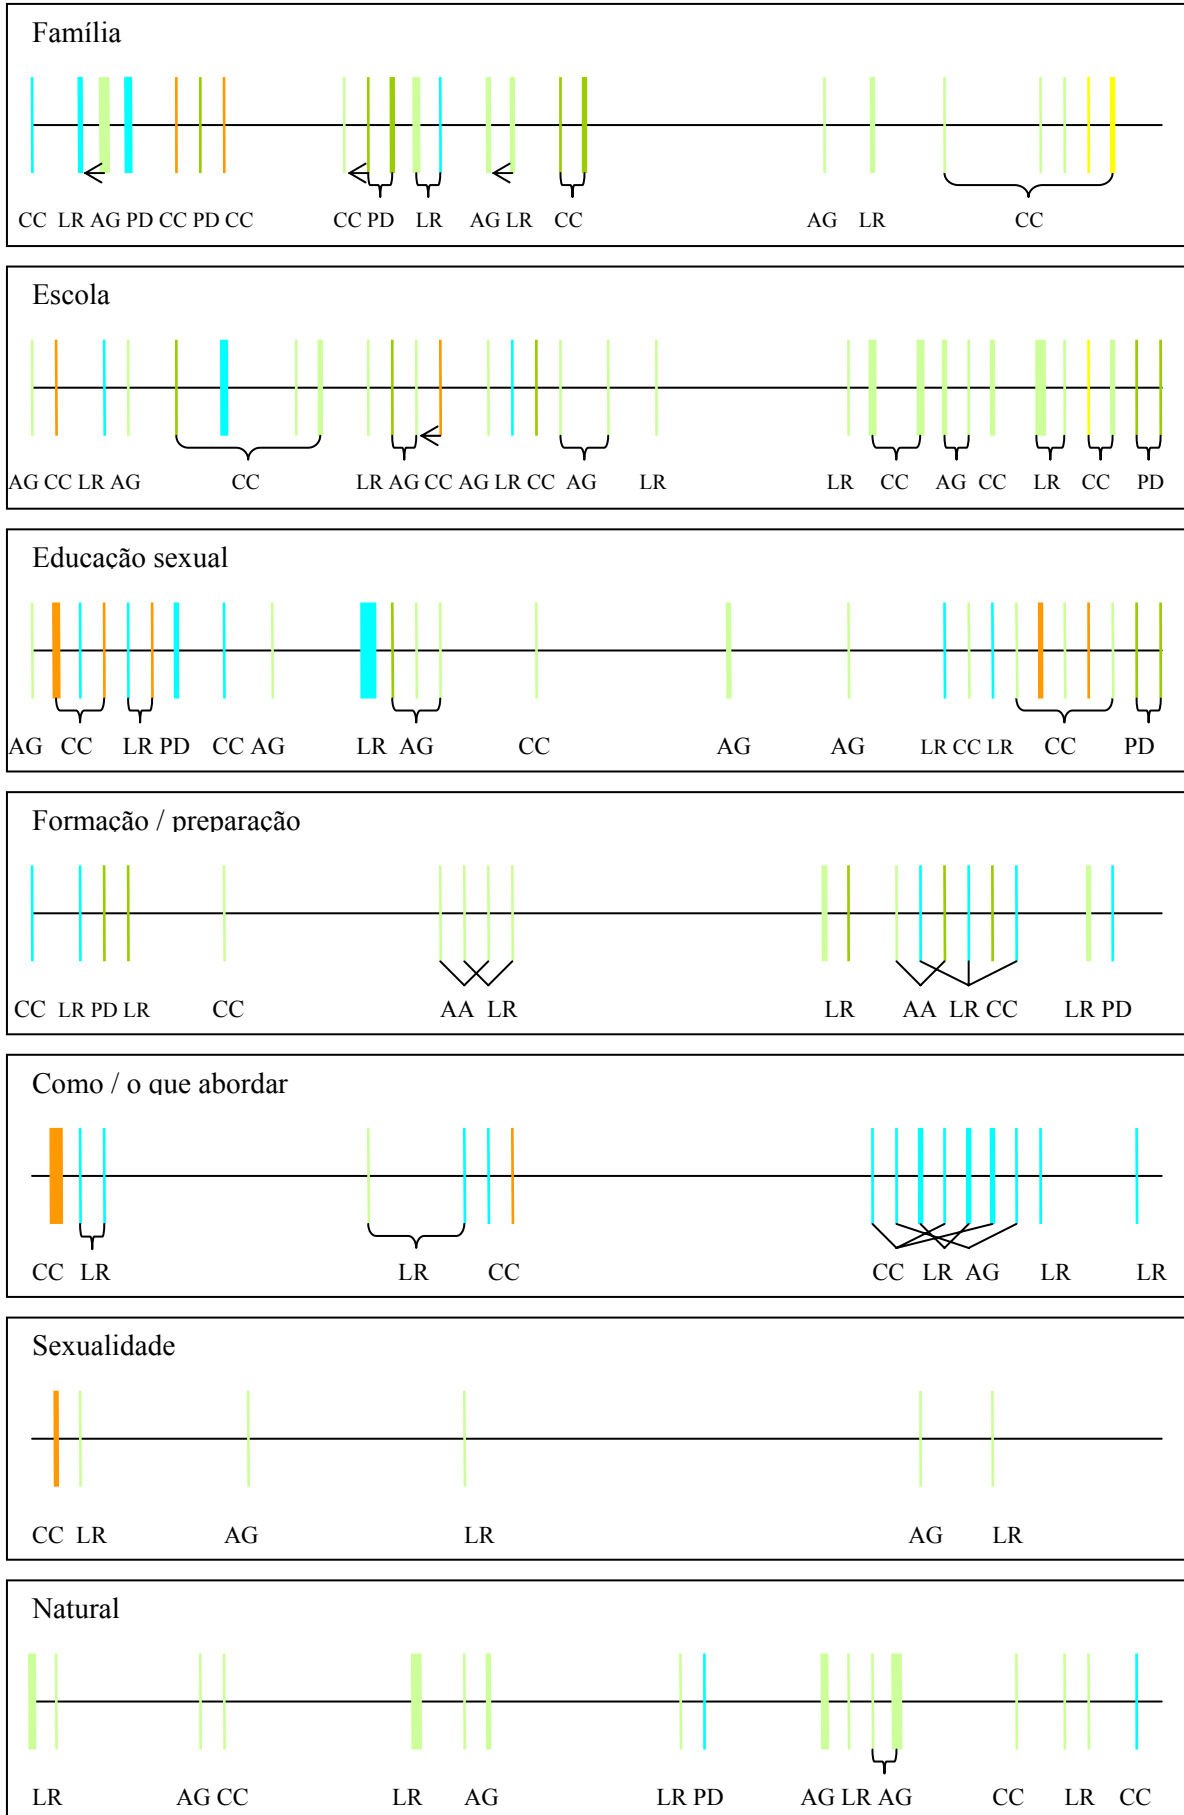 Família
CC LR AG PD CC PD CC CC PD LR AG LR CC AG LR CC
Escola
AG CC LR AG CC LR AG CC AG LR CC AG LR LR CC AG CC LR CC PD
Educação sexual
AG CC LR PD CC AG LR AG CC AG AG LR CC LR CC PD
Formação / preparação
CC LR PD LR CC AA LR LR AA LR CC LR PD
Como / o que abordar
CC LR LR CC CC LR AG LR LR
Sexualidade
CC LR AG LR AG LR
Natural
LR AG CC LR AG LR PD AG LR AG CC LR CC